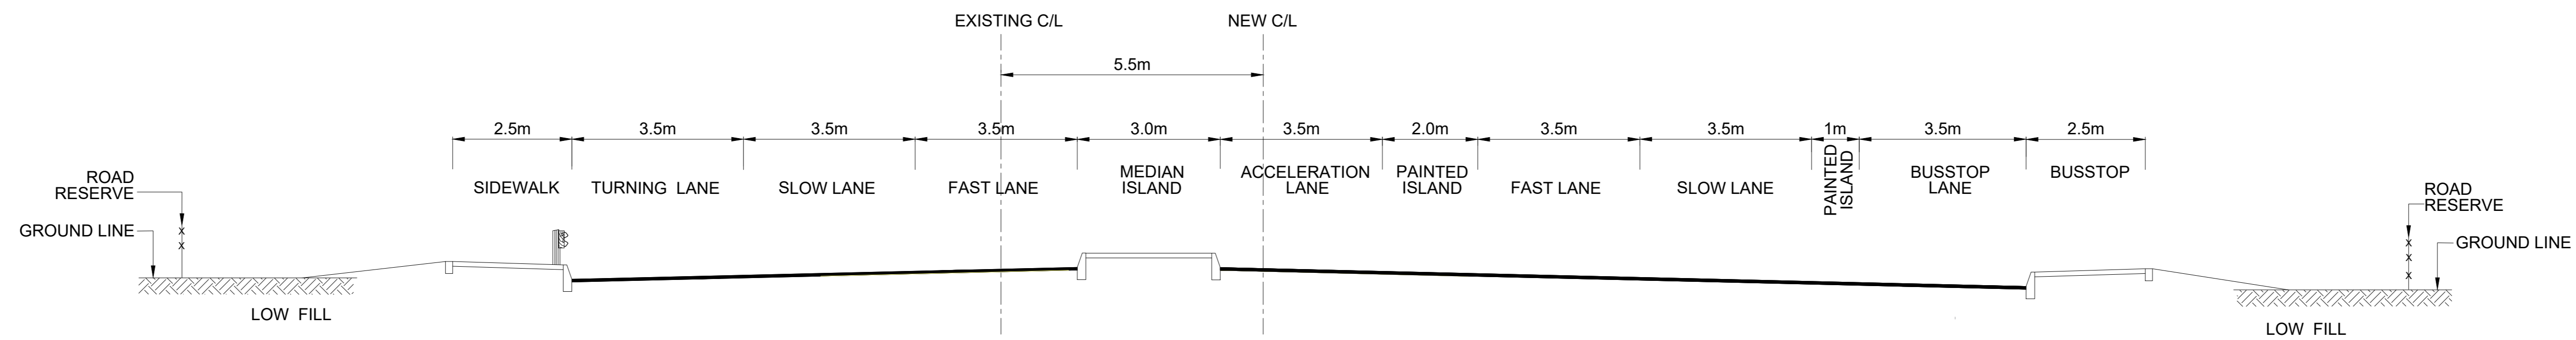 EXISTING C/L
NEW C/L
5.5m
2.5m
3.5m
3.5m
3.5m
3.0m
3.5m
2.0m
3.5m
3.5m
1m
3.5m
2.5m
ROAD
RESERVE
GROUND LINE
SIDEWALK
TURNING LANE
SLOW LANE
FAST LANE
MEDIAN
ISLAND
ACCELERATION
LANE
PAINTED
ISLAND
FAST LANE
SLOW LANE
PAINTED
ISLAND
BUSSTOP
LANE
BUSSTOP
ROAD
RESERVE
GROUND LINE
LOW FILL
LOW FILL